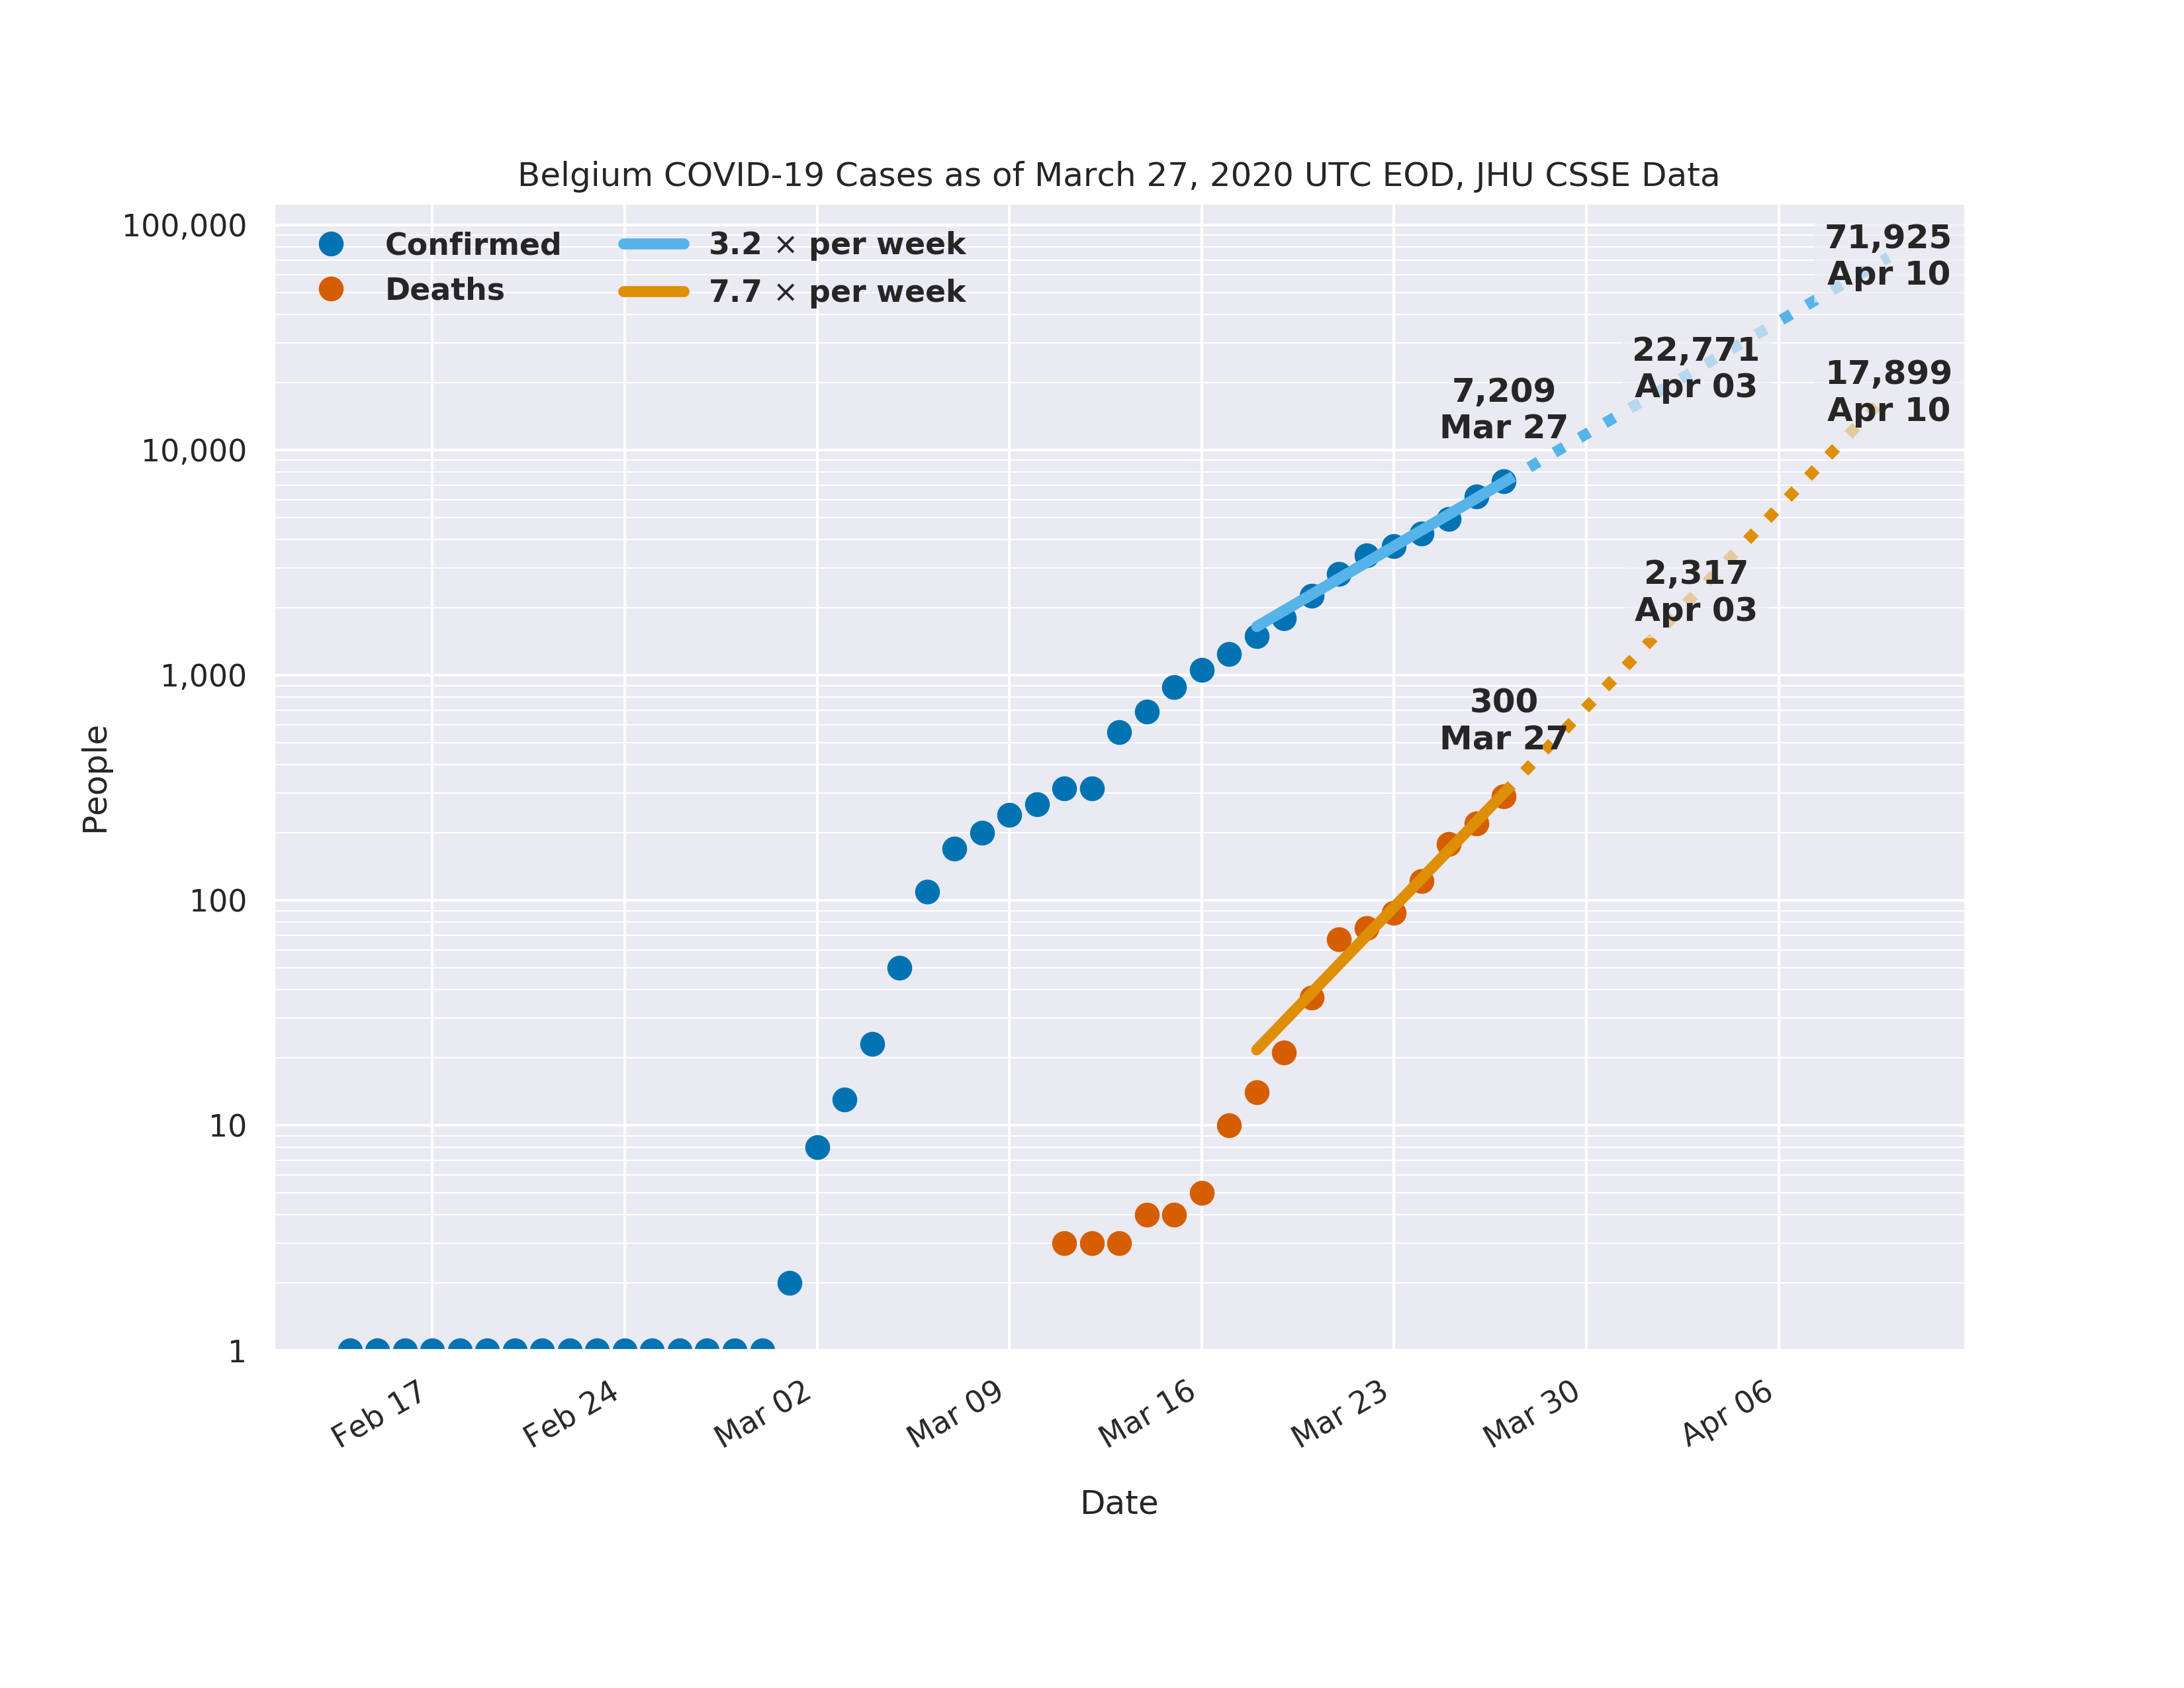 Belgium COVID-19 Cases as of March 27, 2020 UTC EOD, JHU CSSE Data
100,000
10,000
1,000
100
10
1
People
Confirmed
Deaths
3.2 × per week
7.7 × per week
71,925
Apr 10
22,771
Apr 03
17,899
Apr 10
7,209
Mar 27
2,317
Apr 03
300
Mar 27
Feb 17
Feb 24
Mar 02
Mar 09
Mar 16
Mar 23
Mar 30
Apr 06
Date